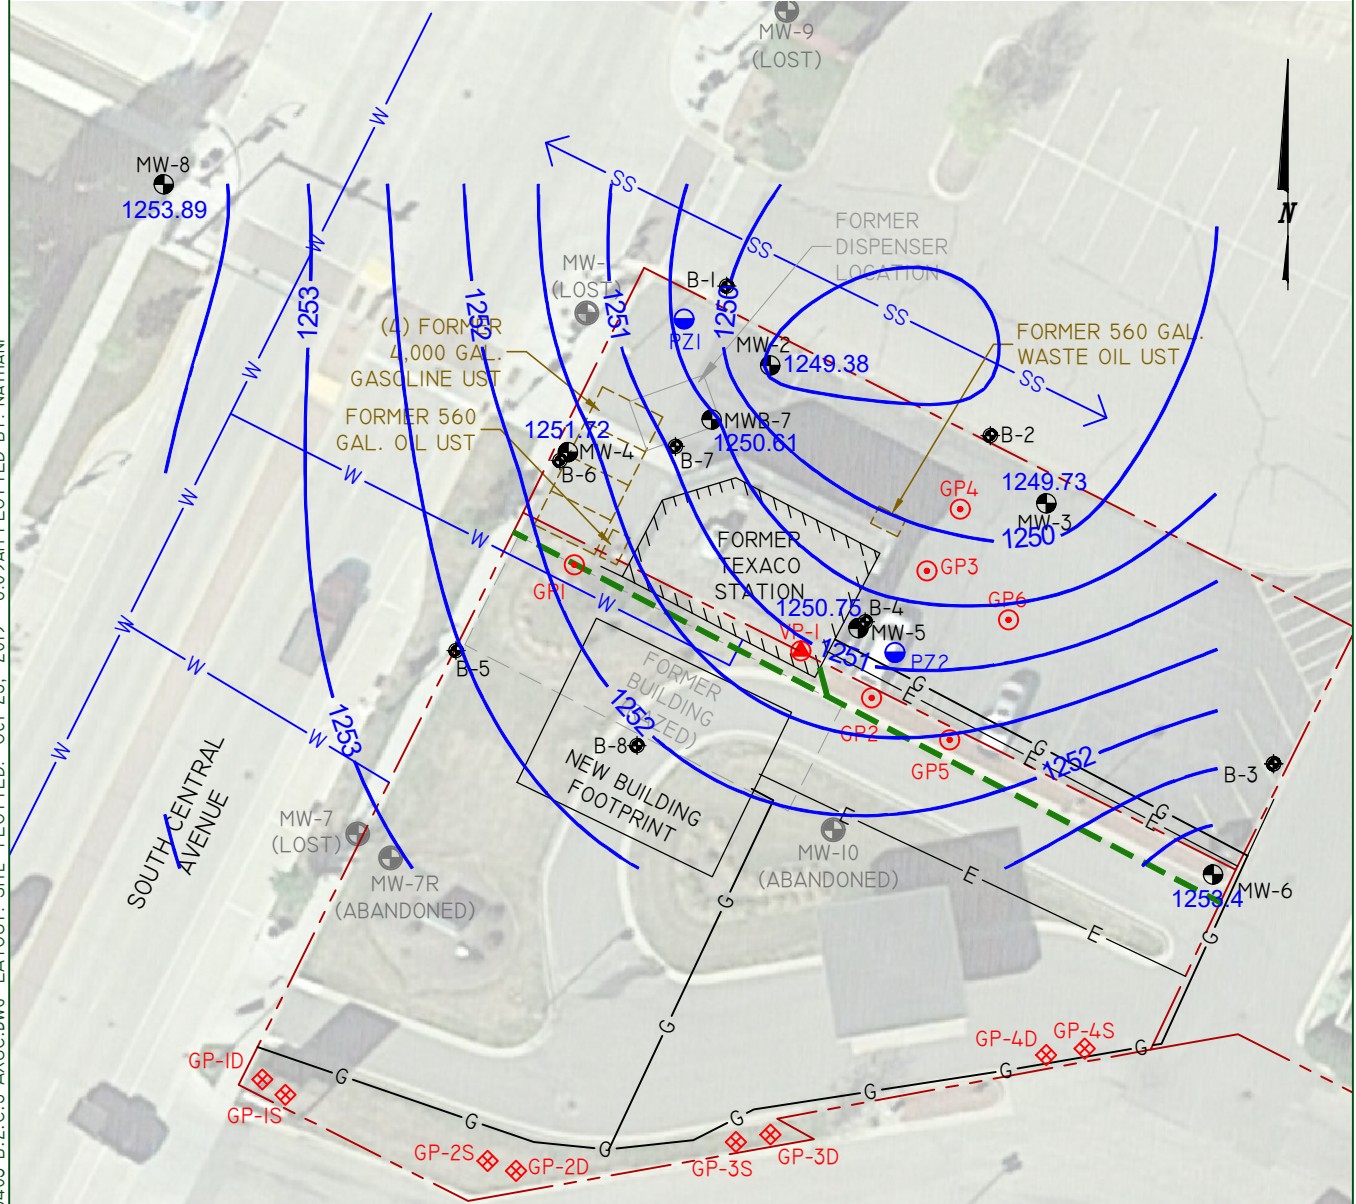 MW-9
(LOST)
MW-8
1253.89
W
SS
N
FORMER
DISPENSER
LOCATION
MW-
(LOST)
B-1
SS
W
1253
1252
1251
1250
PZ1
SS
(4) FORMER
4,000 GAL.
GASOLINE UST
MW-2
1249.38
FORMER 560 GAL.
WASTE OIL UST
SS
W
FORMER 560
GAL. OIL UST
1251.72
MW-4
B-6
MWB-7
1250.61
B-7
B-2
W
W
1249.73
MW-3
GP4
1250
W
FORMER
TEXACO
STATION
GP1
GP3
W
GP6
1250.75
B-4
MW-5
VP-1
1251
PZ2
W
W
B-5
FORMER
BUILDING
G
E
1252
GP2
1253
W
W
B-8
NEW BUILDING
FOOTPRINT
GP5
G
E
1252
B-3
SOUTH CENTRAL
AVENUE
MW-7
(LOST)
MW-7R
(ABANDONED)
E
MW-10
(ABANDONED)
G
E
E
MW-6
1253.4
G
E
G
G
GP-1D
GP-1S
G
G
G
GP-2S
GP-2D
G
GP-3S
GP-3D
G
G
GP-4D
GP-4S
G